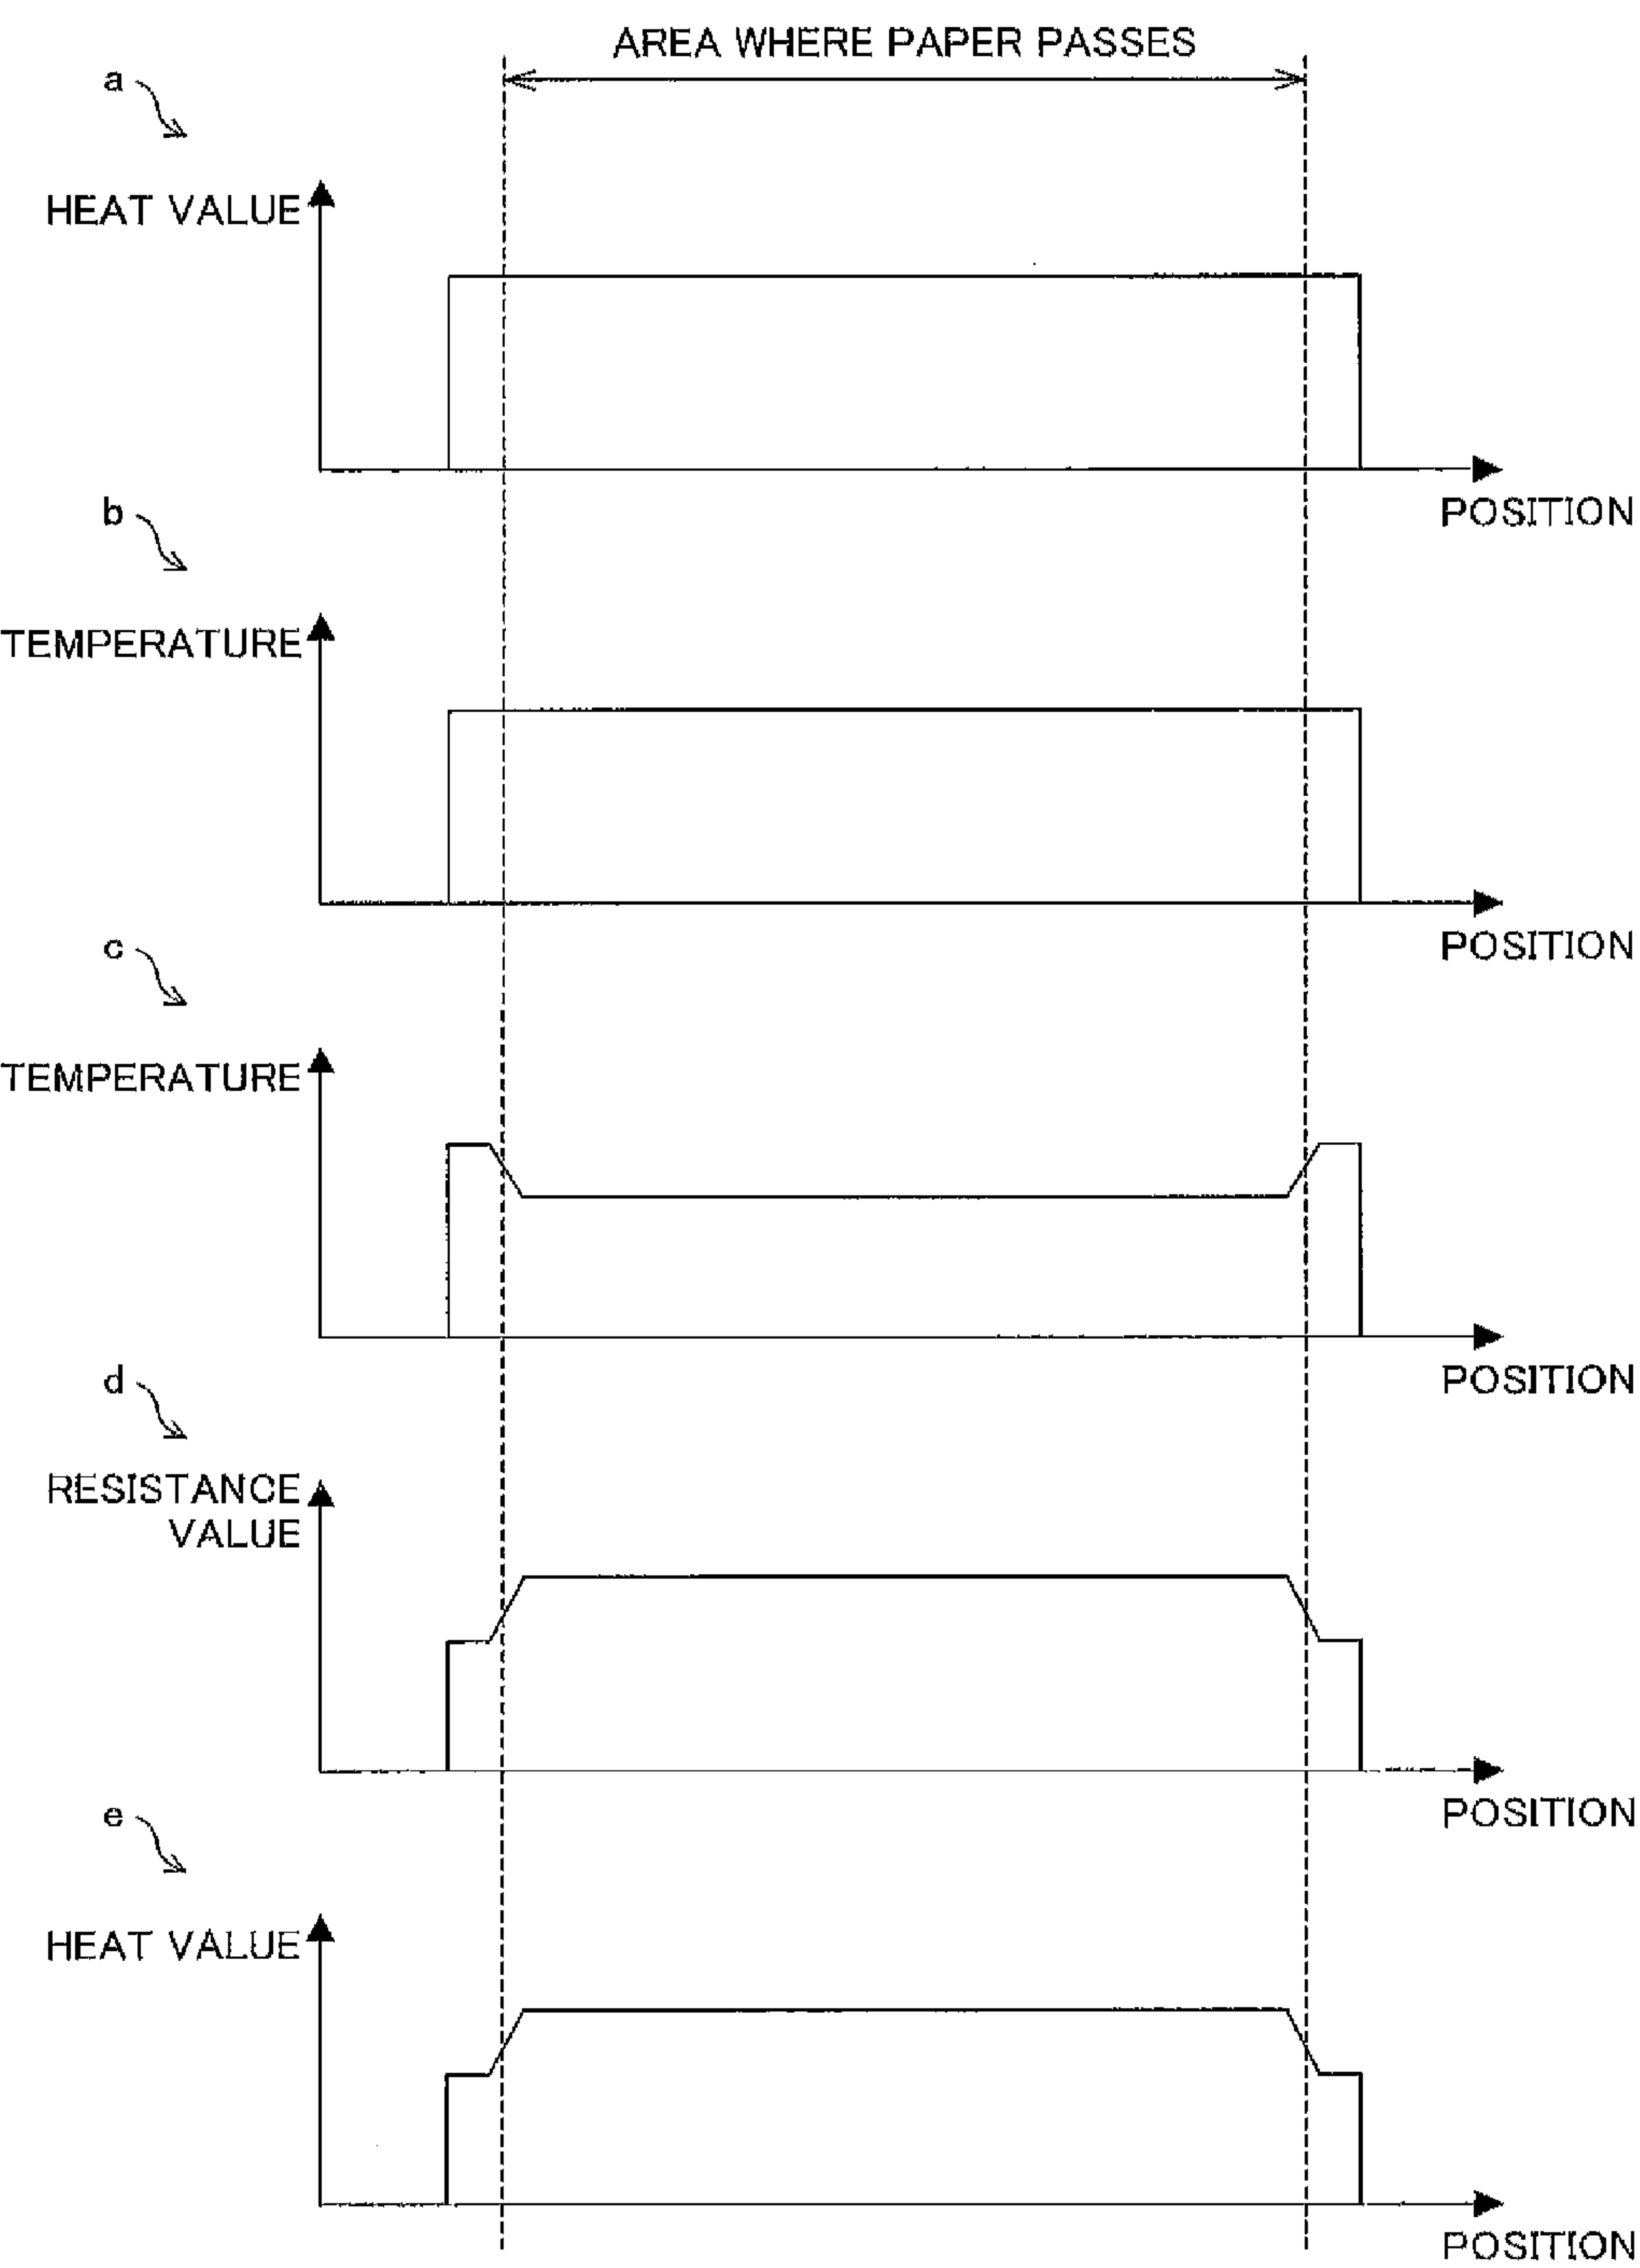 AREA WHERE PAPER PASSES
a
HEAT VALUE
POSITION
b
TEMPERATURE
POSITION
c
TEMPERATURE
POSITION
d
RESISTANCE
VALUE
POSITION
e
HEAT VALUE
POSITION